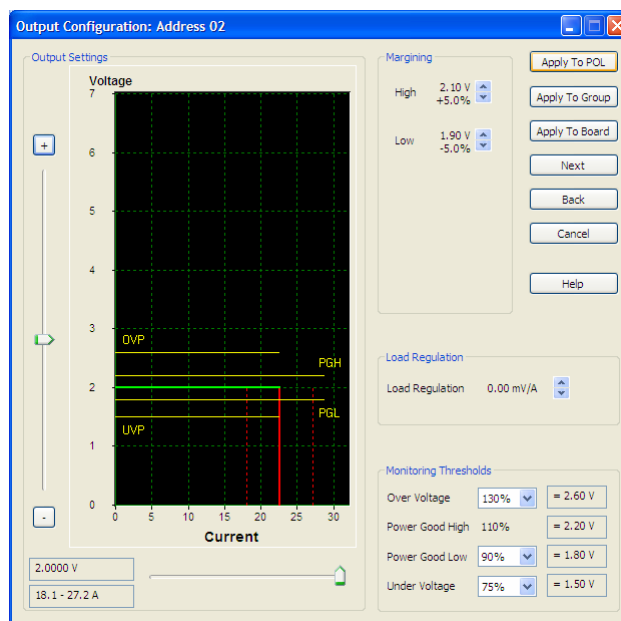 Output Configuration: Address 02
Output Settings
Voltage
7
6
5
4
3
2
1
0
+
-
OVP
PGH
PGL
UVP
0 5 10 15 20 25 30
Current
2.0000 V
18.1 - 27.2 A
Margining
High 2.10 V
+5.0%
Low 1.90 V
-5.0%
Apply To POL
Apply To Group
Apply To Board
Next
Back
Cancel
Help
Load Regulation
Load Regulation 0.00 mV/A
Monitoring Thresholds
Over Voltage 130% = 2.60 V
Power Good High 110% = 2.20 V
Power Good Low 90% = 1.80 V
Under Voltage 75% = 1.50 V